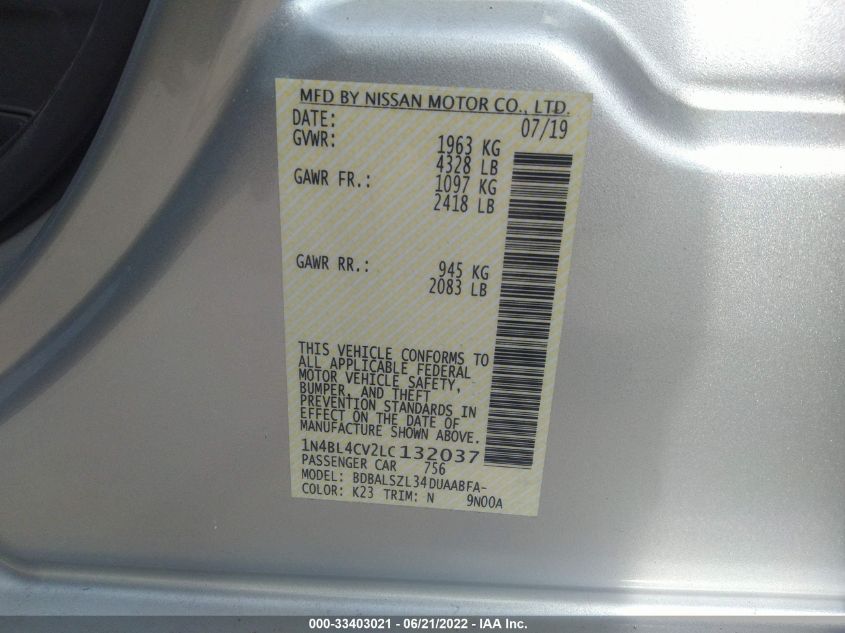 MFD BY NISSAN MOTOR CO., LTD.
DATE: 07/19
GVWR: 1963 KG
4328 LB
GAWR FR.: 1097 KG
2418 LB
GAWR RR.: 945 KG
2083 LB
THIS VEHICLE CONFORMS TO
ALL APPLICABLE FEDERAL
MOTOR VEHICLE SAFETY,
BUMPER, AND THEFT
PREVENTION STANDARDS IN
EFFECT ON THE DATE OF
MANUFACTURE SHOWN ABOVE.
1N4BL4CV2LC132037
PASSENGER CAR 756
MODEL: BDBALSZL34DUAABFA-
COLOR: K23 TRIM: N 9N00A
000-33403021 - 06/21/2022 - IAA Inc.